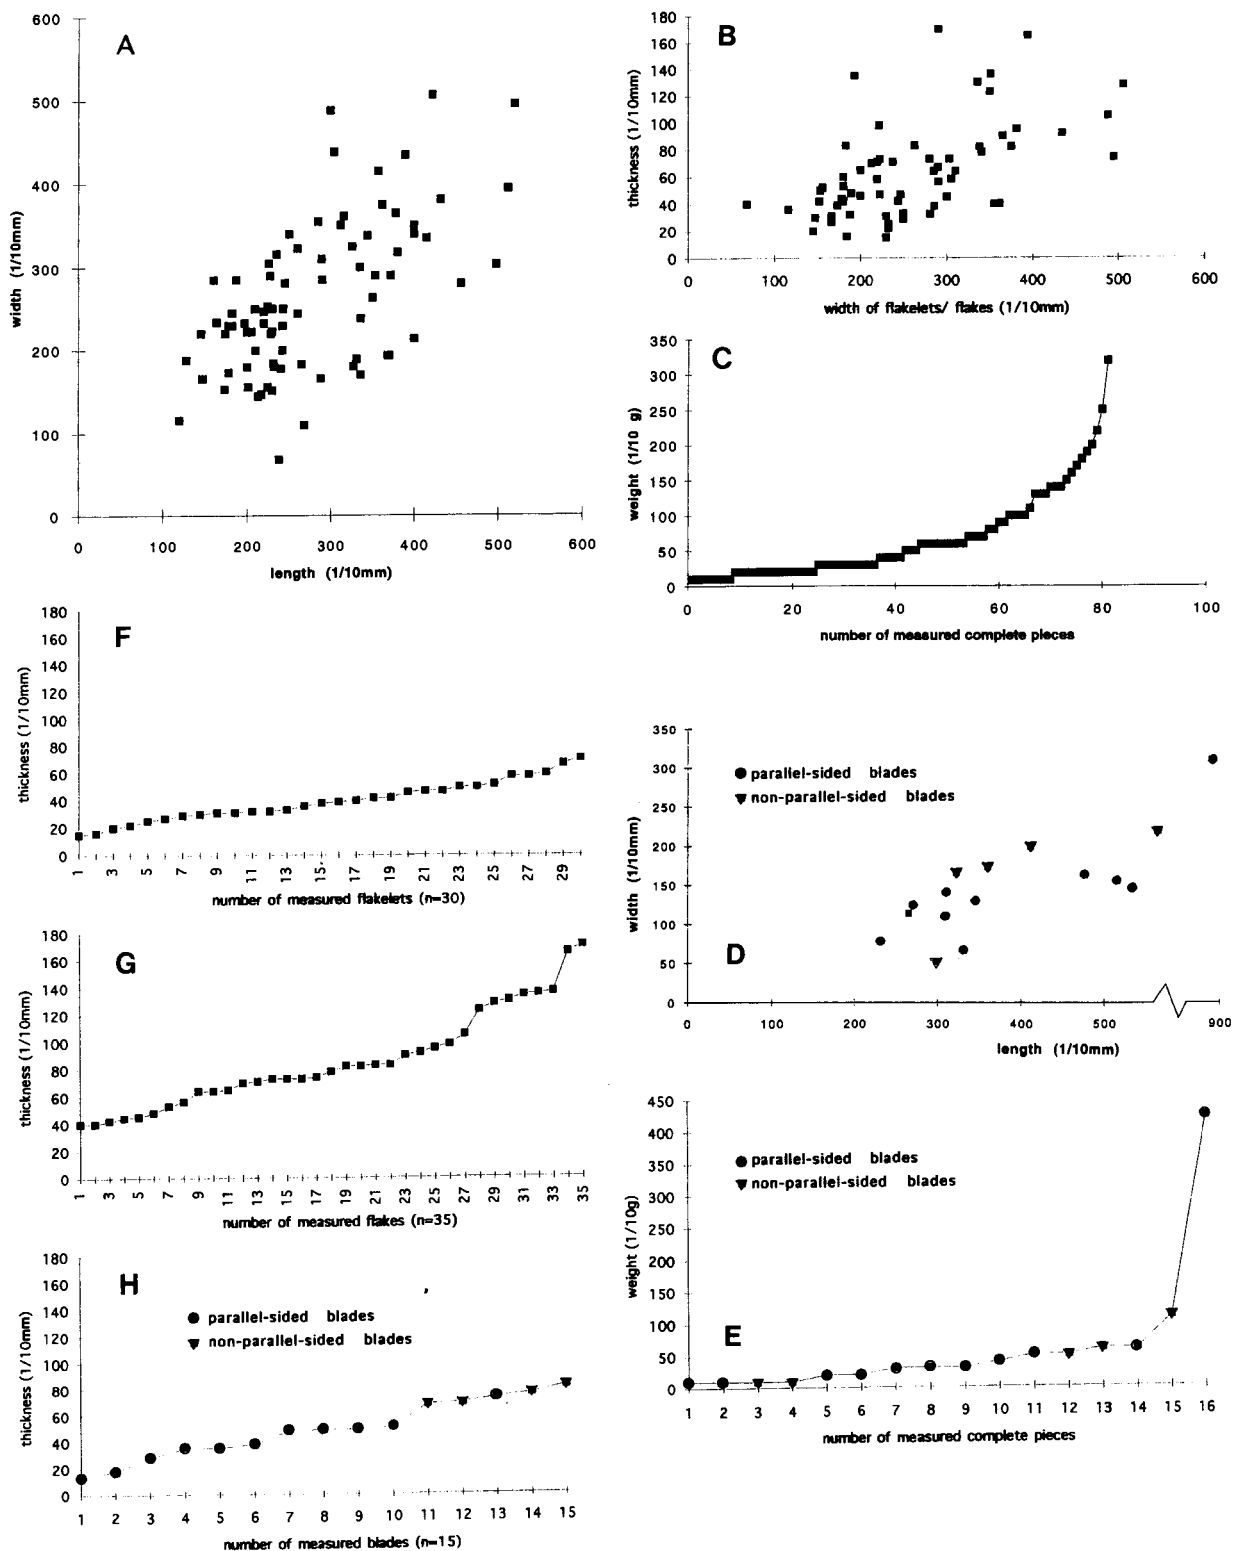 A
600
500
400
300
200
100
0
width (1/10mm)
0 100 200 300 400 500 600
length (1/10mm)
B
180
160
140
120
100
80
60
40
20
0
thickness (1/10mm)
0 100 200 300 400 500 600
width of flakelets/ flakes (1/10mm)
C
350
300
250
200
150
100
50
0
weight (1/10 g)
0 20 40 60 80 100
number of measured complete pieces
F
180
160
140
120
100
80
60
40
20
0
thickness (1/10mm)
1 3 5 7 9 11 13 15 17 19 21 23 25 27 29
number of measured flakelets (n=30)
D
350
300
250
200
150
100
50
0
width (1/10mm)
parallel-sided blades
non-parallel-sided blades
0 100 200 300 400 500 900
length (1/10mm)
G
180
160
140
120
100
80
60
40
20
0
thickness (1/10mm)
1 3 5 7 9 11 13 15 17 19 21 23 25 27 29 31 33 35
number of measured flakes (n=35)
E
450
400
350
300
250
200
150
100
50
0
weight (1/10g)
parallel-sided blades
non-parallel-sided blades
1 2 3 4 5 6 7 8 9 10 11 12 13 14 15 16
number of measured complete pieces
H
180
160
140
120
100
80
60
40
20
0
thickness (1/10mm)
parallel-sided blades
non-parallel-sided blades
1 2 3 4 5 6 7 8 9 10 11 12 13 14 15
number of measured blades (n=15)